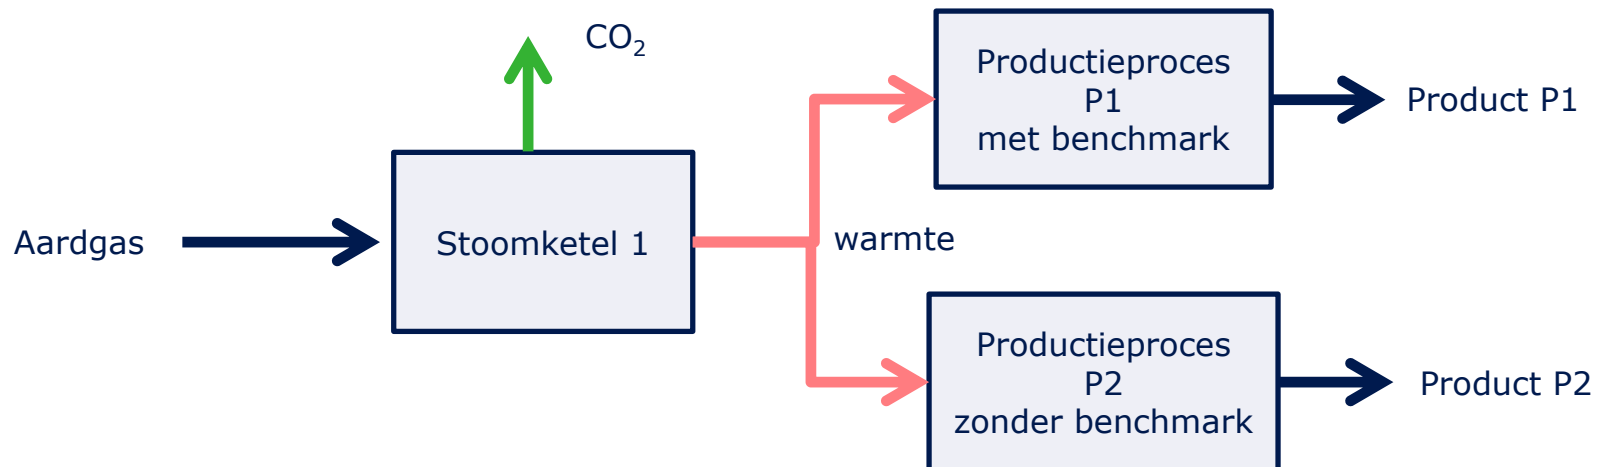 CO₂
Productieproces
P1
met benchmark
Product P1
Aardgas
Stoomketel 1
warmte
Productieproces
P2
zonder benchmark
Product P2